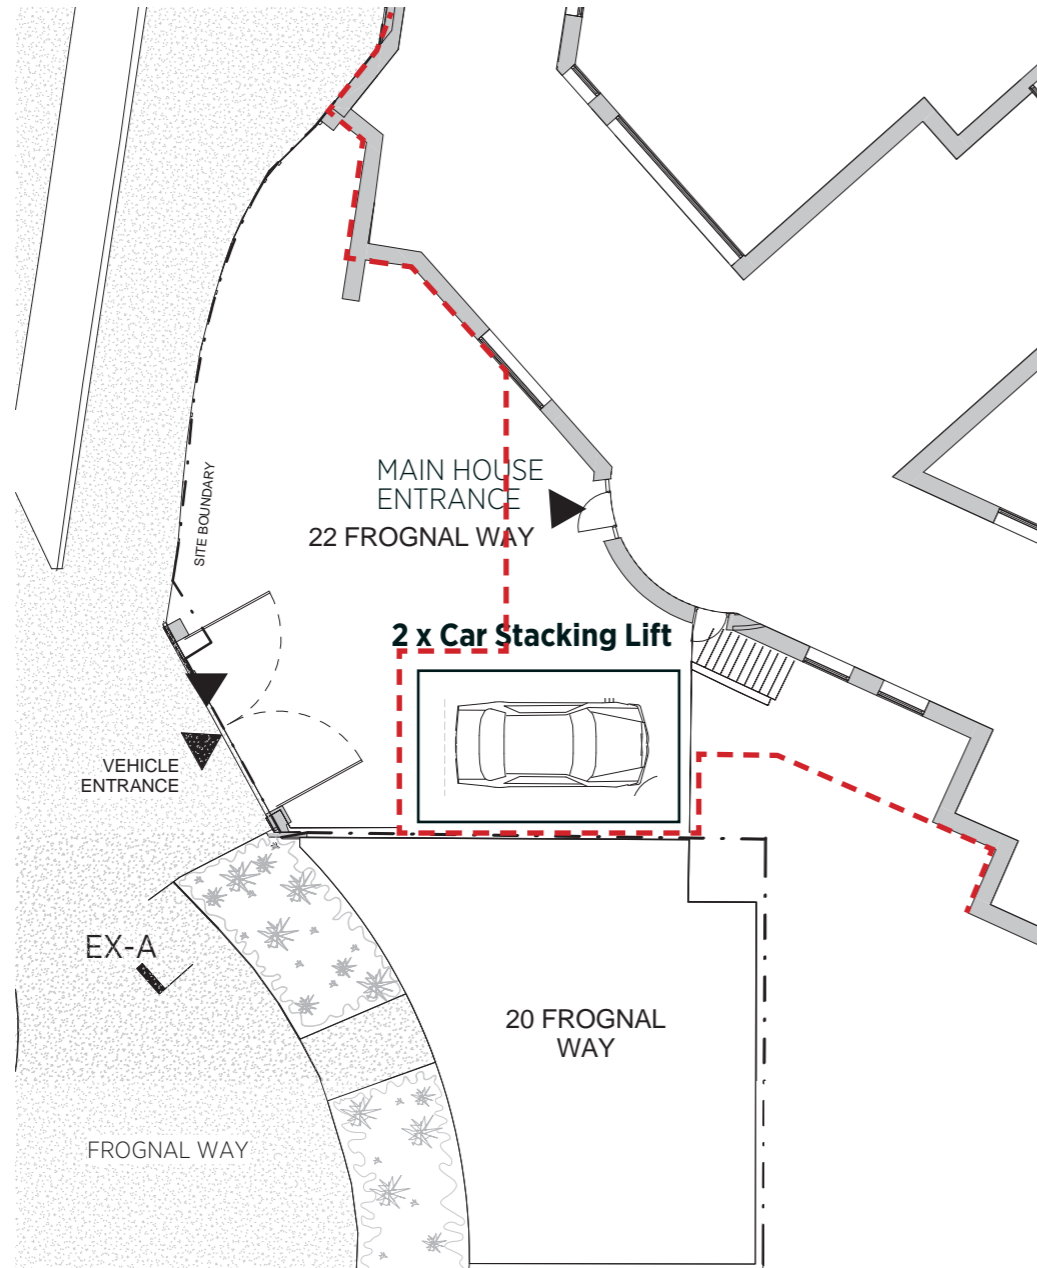 SITE BOUNDARY
MAIN HOUSE
ENTRANCE
22 FROGNAL WAY
2 x Car Stacking Lift
VEHICLE
ENTRANCE
EX-A
20 FROGNAL
WAY
FROGNAL WAY